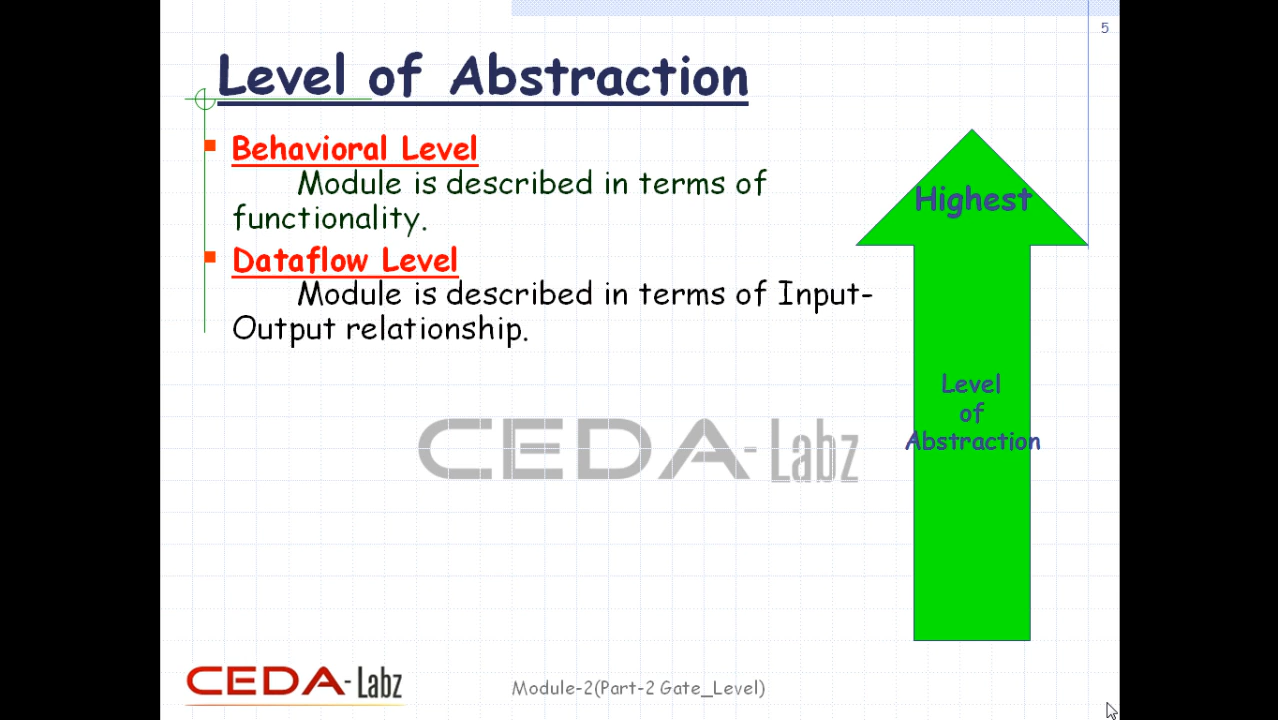 5
Level of Abstraction
Behavioral Level
Module is described in terms of
functionality.
Dataflow Level
Module is described in terms of Input-
Output relationship.
Highest
Level
of
Abstraction
CEDA-Labz
CEDA-Labz
Module-2(Part-2 Gate_Level)